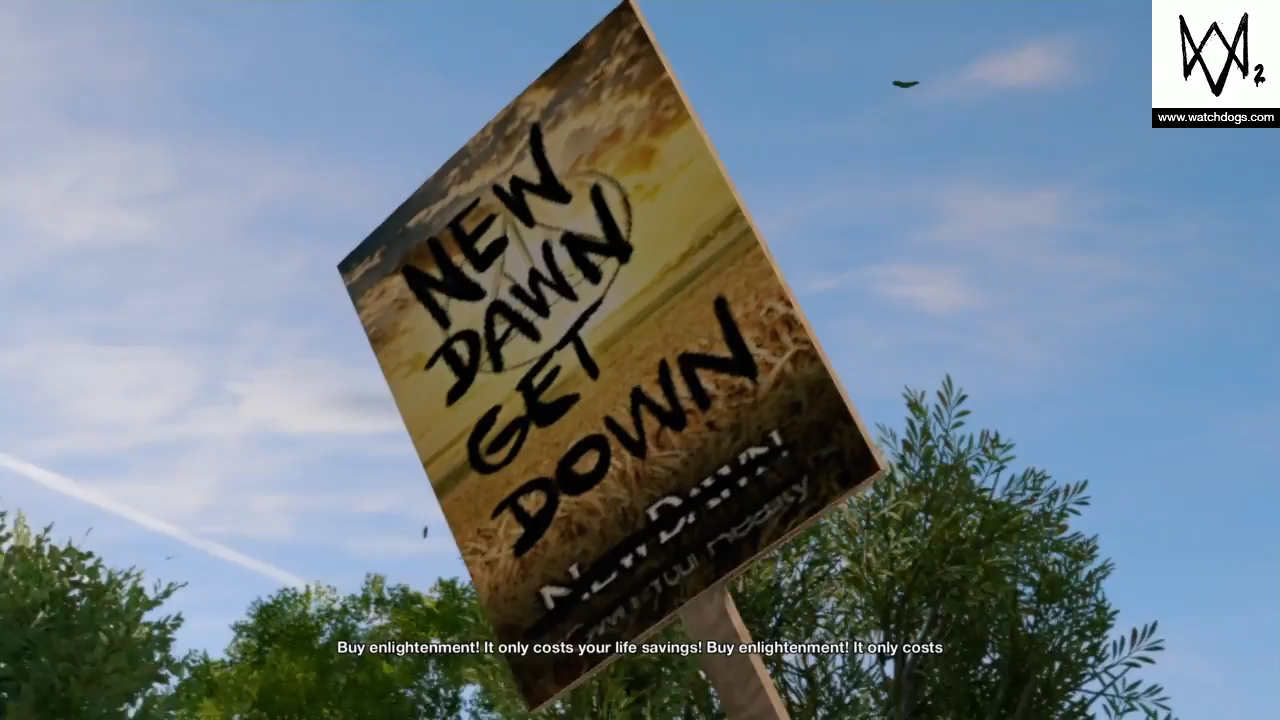 2
www.watchdogs.com
NEW
DAWN
GET
DOWN
Buy enlightenment! It only costs your life savings! Buy enlightenment! It only costs